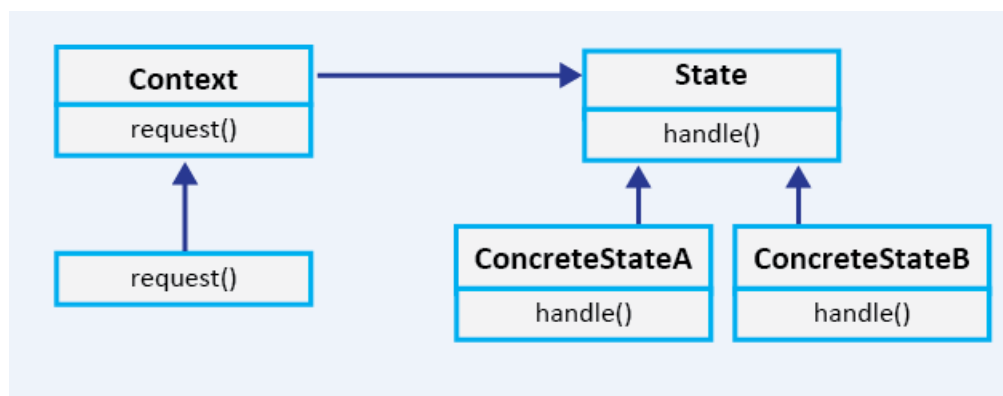 Context
request()
State
handle()
request()
ConcreteStateA
handle()
ConcreteStateB
handle()